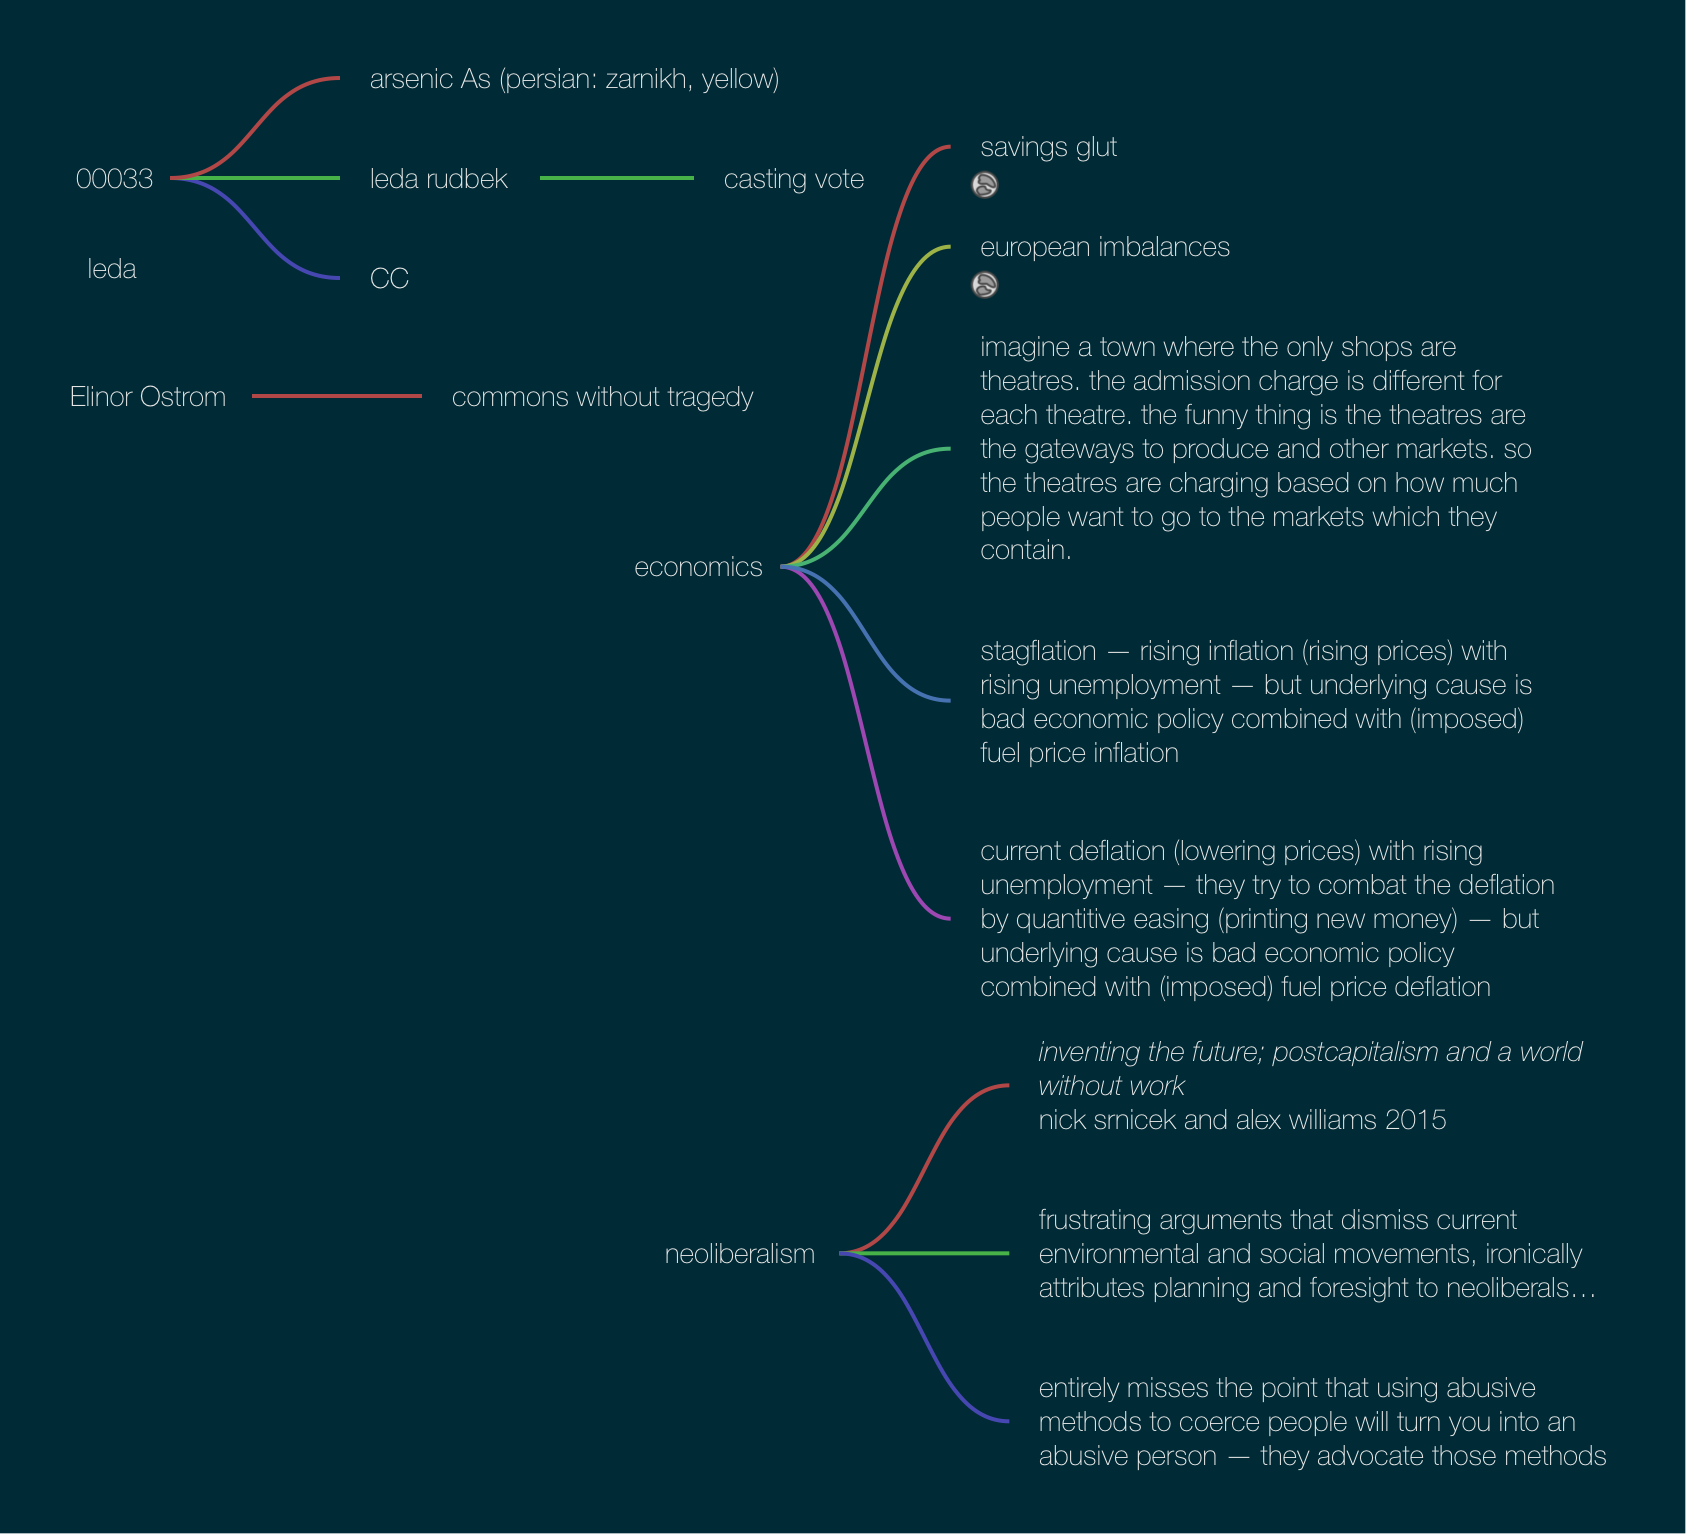 arsenic As (persian: zarnikh, yellow)
00033
leda rudbek
casting vote
leda
CC
Elinor Ostrom
commons without tragedy
economics
savings glut
european imbalances
imagine a town where the only shops are
theatres. the admission charge is different for
each theatre. the funny thing is the theatres are
the gateways to produce and other markets. so
the theatres are charging based on how much
people want to go to the markets which they
contain.
stagflation — rising inflation (rising prices) with
rising unemployment — but underlying cause is
bad economic policy combined with (imposed)
fuel price inflation
current deflation (lowering prices) with rising
unemployment — they try to combat the deflation
by quantitive easing (printing new money) — but
underlying cause is bad economic policy
combined with (imposed) fuel price deflation
neoliberalism
inventing the future; postcapitalism and a world
without work
nick srnicek and alex williams 2015
frustrating arguments that dismiss current
environmental and social movements, ironically
attributes planning and foresight to neoliberals…
entirely misses the point that using abusive
methods to coerce people will turn you into an
abusive person — they advocate those methods